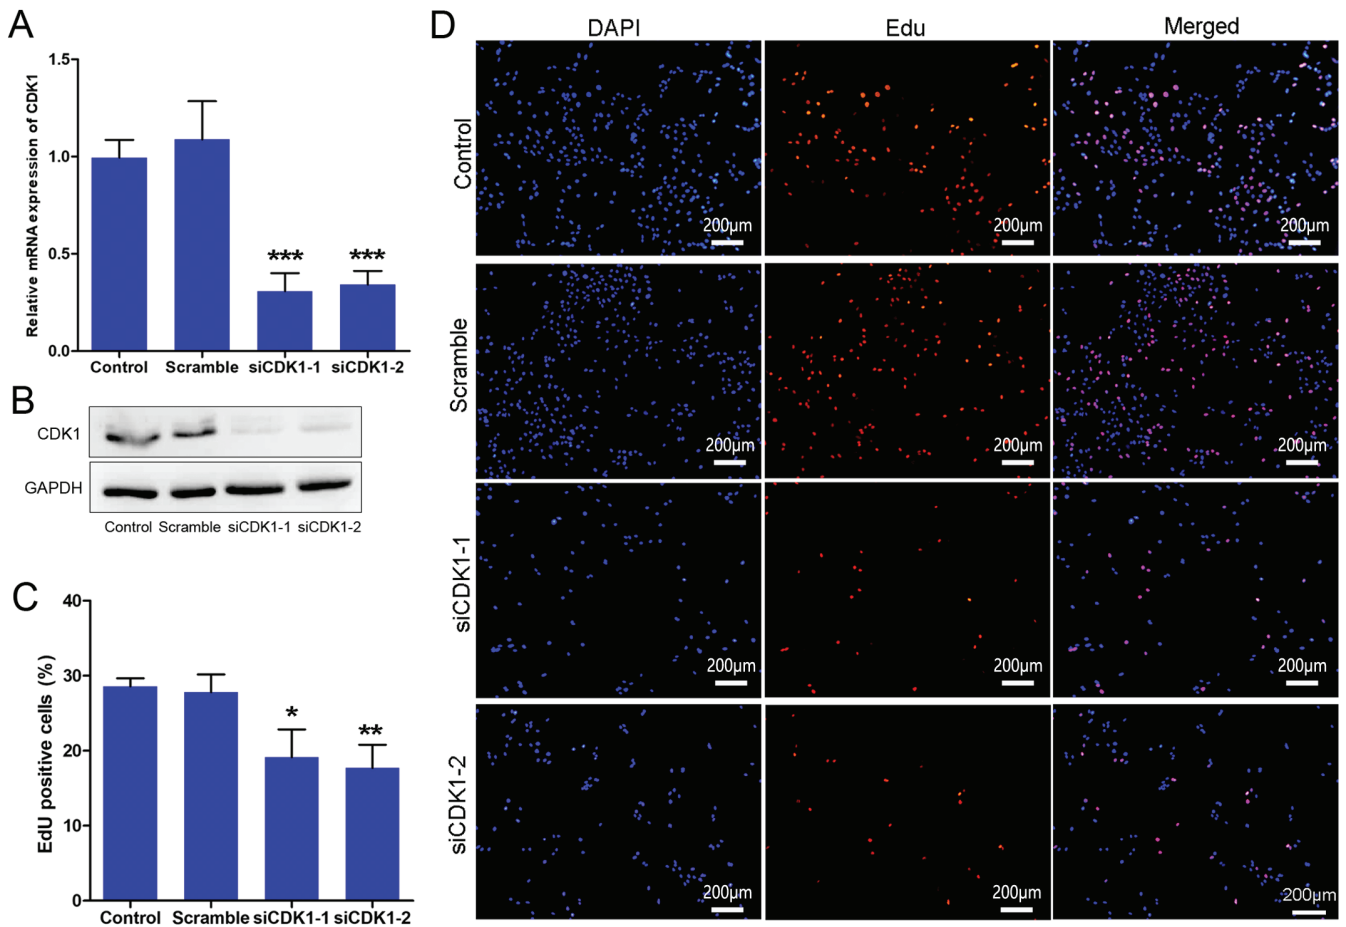 A
Relative mRNA expression of CDK1
1.5
1.0
0.5
0.0
***
***
Control Scramble siCDK1-1 siCDK1-2
B
CDK1
GAPDH
Control Scramble siCDK1-1 siCDK1-2
C
EdU positive cells (%)
40
30
20
10
0
*
**
Control Scramble siCDK1-1 siCDK1-2
D
DAPI Edu Merged
Control
200µm 200µm 200µm
Scramble
200µm 200µm 200µm
siCDK1-1
200µm 200µm 200µm
siCDK1-2
200µm 200µm 200µm